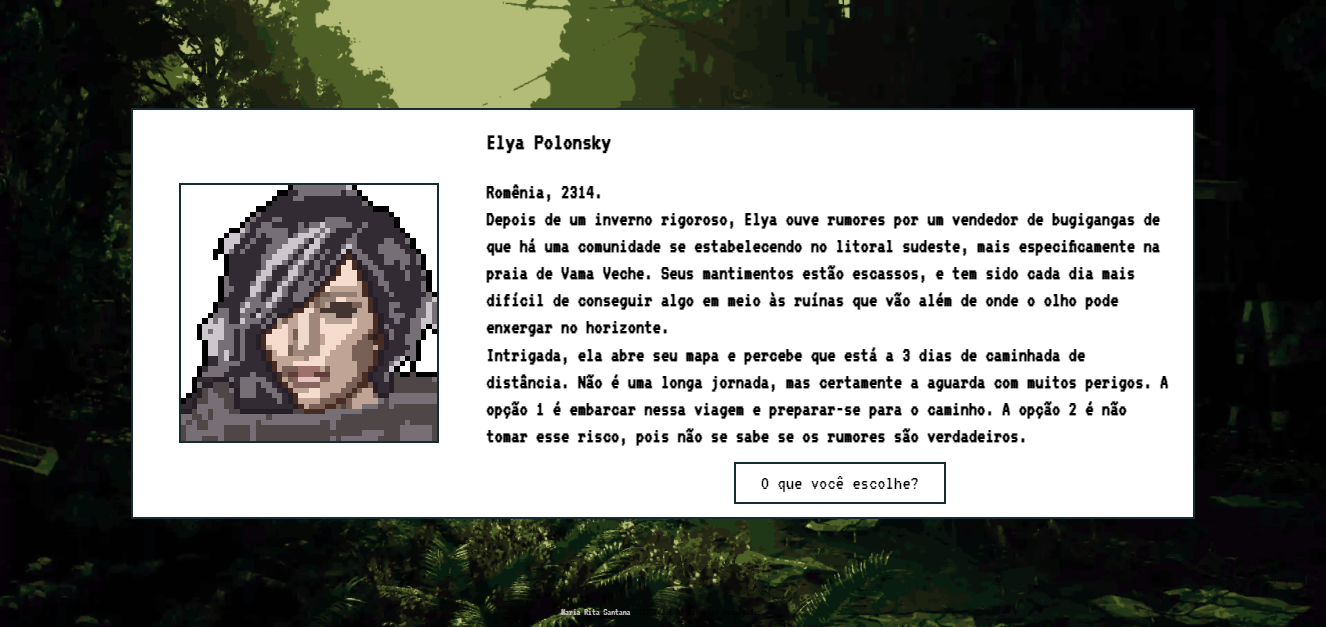 Elya Polonsky
Romênia, 2314.
Depois de um inverno rigoroso, Elya ouve rumores por um vendedor de bugigangas de
que há uma comunidade se estabelecendo no litoral sudeste, mais especificamente na
praia de Vama Veche. Seus mantimentos estão escassos, e tem sido cada dia mais
difícil de conseguir algo em meio às ruínas que vão além de onde o olho pode
enxergar no horizonte.
Intrigada, ela abre seu mapa e percebe que está a 3 dias de caminhada de
distância. Não é uma longa jornada, mas certamente a aguarda com muitos perigos. A
opção 1 é embarcar nessa viagem e preparar-se para o caminho. A opção 2 é não
tomar esse risco, pois não se sabe se os rumores são verdadeiros.
O que você escolhe?
Maria Rita Santana